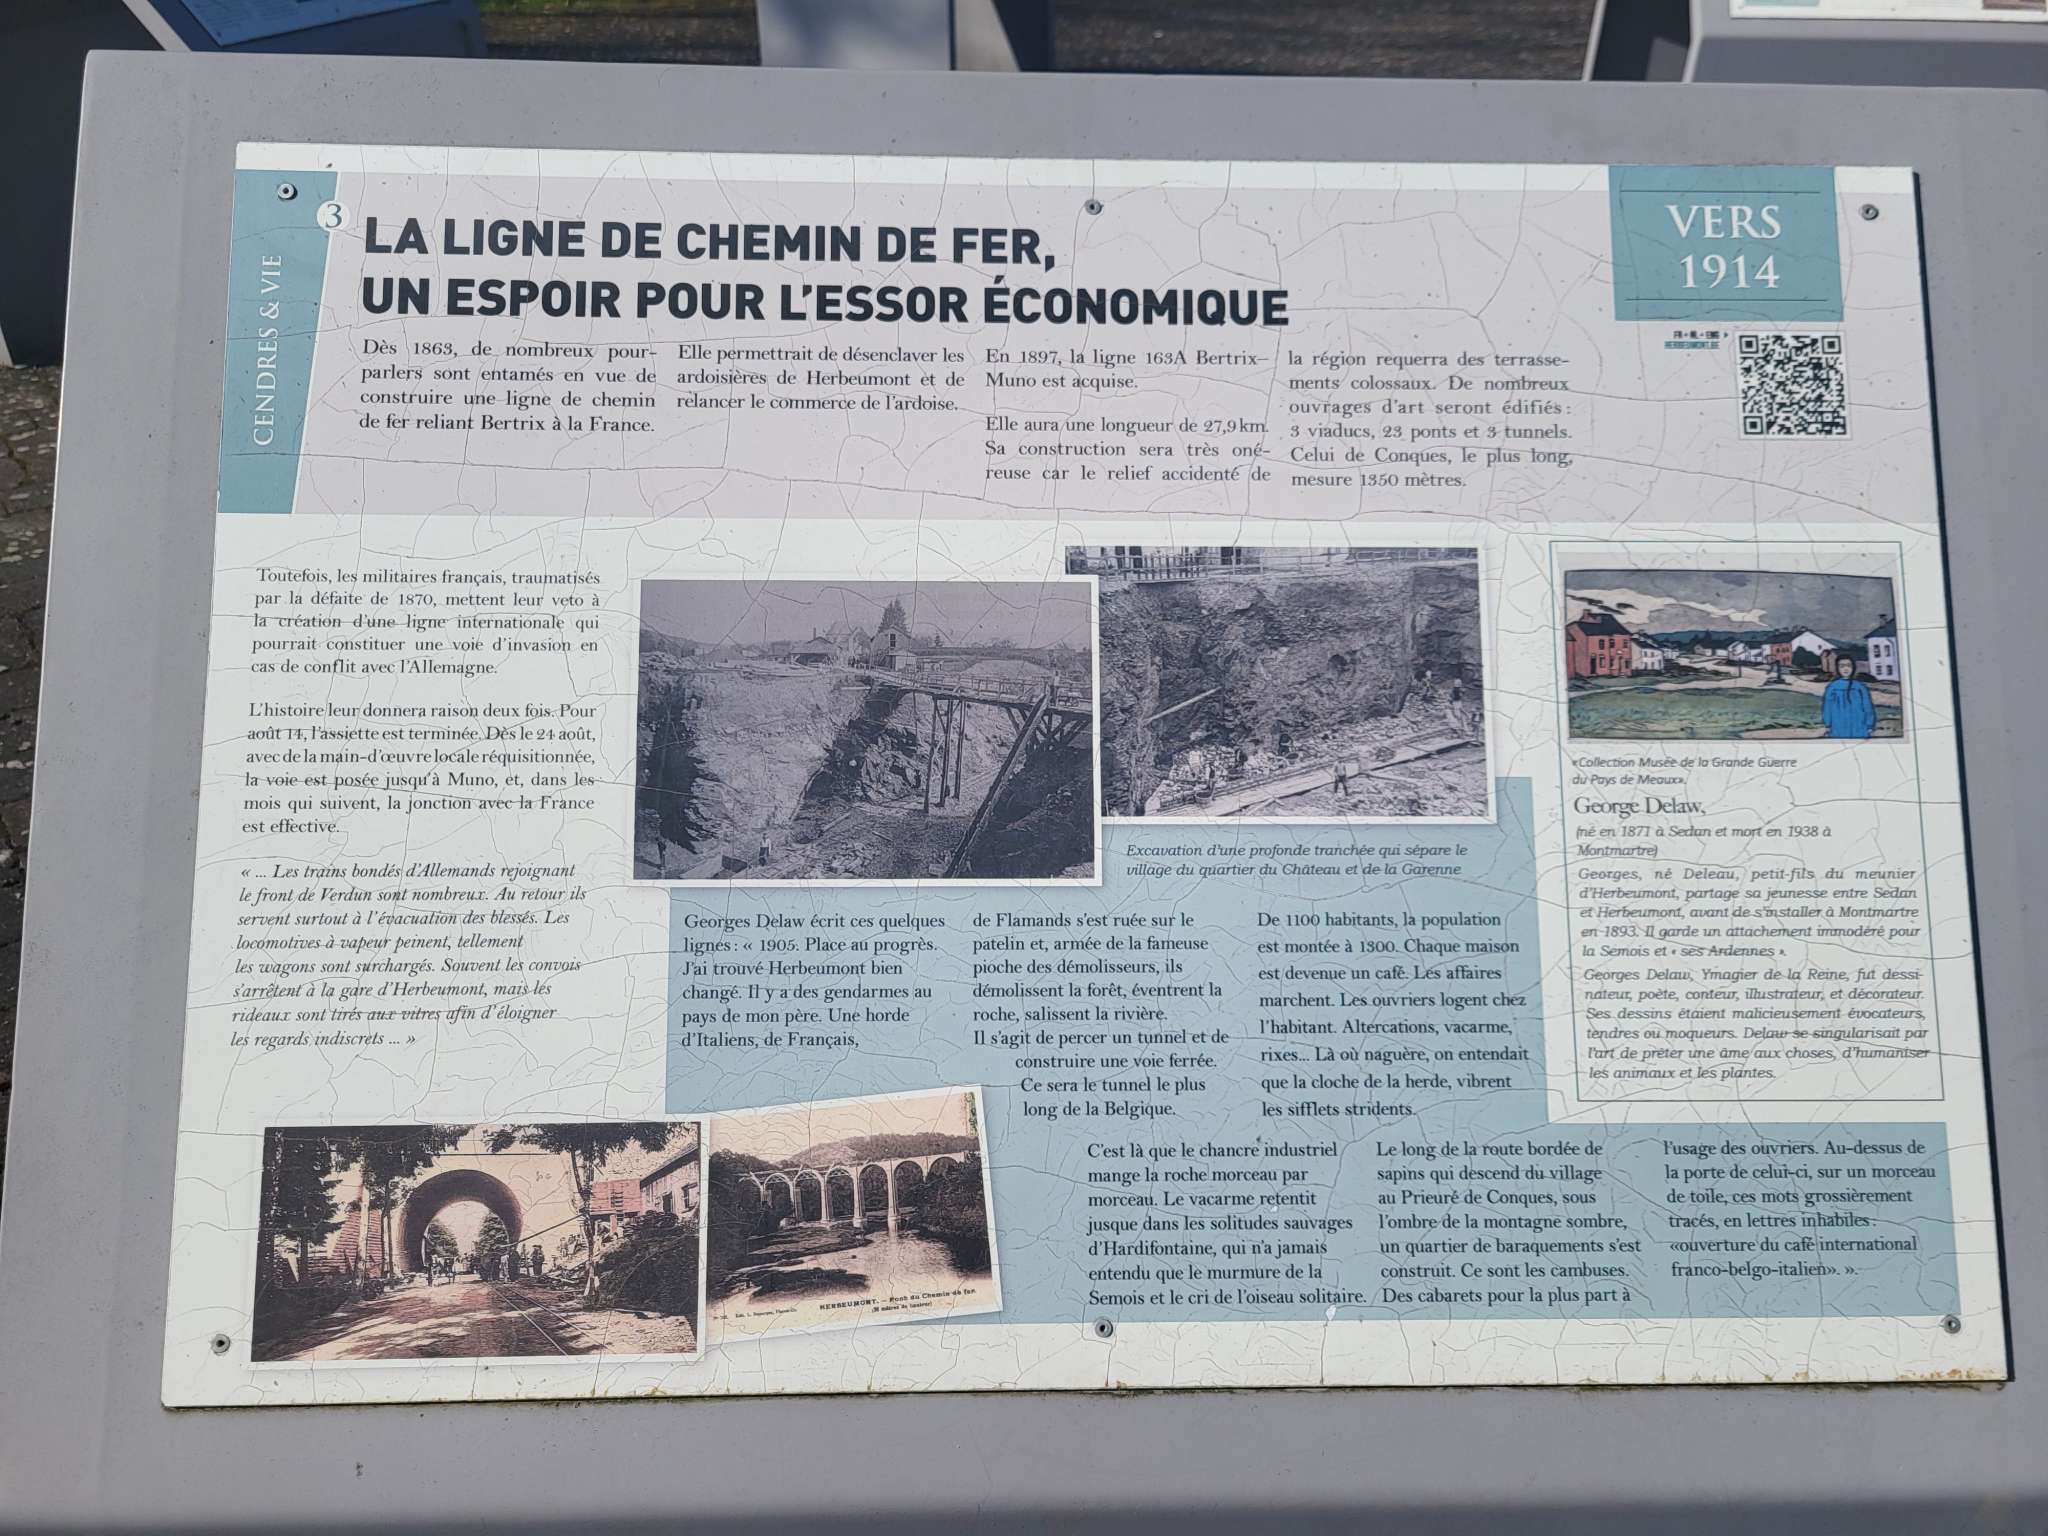 CENDRES & VIE
3
LA LIGNE DE CHEMIN DE FER,
UN ESPOIR POUR L'ESSOR ÉCONOMIQUE
VERS
1914
FR • NL • ENG
HERBEUMONT.BE
Dès 1863, de nombreux pour-
parlers sont entamés en vue de
construire une ligne de chemin
de fer reliant Bertrix à la France.
Elle permettrait de désenclaver les
ardoisières de Herbeumont et de
relancer le commerce de l'ardoise.
En 1897, la ligne 163A Bertrix–
Muno est acquise.
Elle aura une longueur de 27,9 km.
Sa construction sera très oné-
reuse car le relief accidenté de
la région requerra des terrasse-
ments colossaux. De nombreux
ouvrages d'art seront édifiés :
3 viaducs, 23 ponts et 3 tunnels.
Celui de Conques, le plus long,
mesure 1350 mètres.
Toutefois, les militaires français, traumatisés
par la défaite de 1870, mettent leur veto à
la création d'une ligne internationale qui
pourrait constituer une voie d'invasion en
cas de conflit avec l'Allemagne.
L'histoire leur donnera raison deux fois. Pour
août 14, l'assiette est terminée. Dès le 24 août,
avec de la main-d'œuvre locale réquisitionnée,
la voie est posée jusqu'à Muno, et, dans les
mois qui suivent, la jonction avec la France
est effective.
« ... Les trains bondés d'Allemands rejoignant
le front de Verdun sont nombreux. Au retour ils
servent surtout à l'évacuation des blessés. Les
locomotives à vapeur peinent, tellement
les wagons sont surchargés. Souvent les convois
s'arrêtent à la gare d'Herbeumont, mais les
rideaux sont tirés aux vitres afin d'éloigner
les regards indiscrets ... »
Excavation d'une profonde tranchée qui sépare le
village du quartier du Château et de la Garenne
Georges Delaw écrit ces quelques
lignes : « 1905. Place au progrès.
J'ai trouvé Herbeumont bien
changé. Il y a des gendarmes au
pays de mon père. Une horde
d'Italiens, de Français,
de Flamands s'est ruée sur le
patelin et, armée de la fameuse
pioche des démolisseurs, ils
démolissent la forêt, éventrent la
roche, salissent la rivière.
Il s'agit de percer un tunnel et de
construire une voie ferrée.
Ce sera le tunnel le plus
long de la Belgique.
De 1100 habitants, la population
est montée à 1300. Chaque maison
est devenue un café. Les affaires
marchent. Les ouvriers logent chez
l'habitant. Altercations, vacarme,
rixes... Là où naguère, on entendait
que la cloche de la herde, vibrent
les sifflets stridents.
C'est là que le chancre industriel
mange la roche morceau par
morceau. Le vacarme retentit
jusque dans les solitudes sauvages
d'Hardifontaine, qui n'a jamais
entendu que le murmure de la
Semois et le cri de l'oiseau solitaire.
Le long de la route bordée de
sapins qui descend du village
au Prieuré de Conques, sous
l'ombre de la montagne sombre,
un quartier de baraquements s'est
construit. Ce sont les cambuses.
Des cabarets pour la plus part à
l'usage des ouvriers. Au-dessus de
la porte de celui-ci, sur un morceau
de toile, ces mots grossièrement
tracés, en lettres inhabiles :
«ouverture du café international
franco-belgo-italien». ».
«Collection Musée de la Grande Guerre
du Pays de Meaux».
George Delaw,
(né en 1871 à Sedan et mort en 1938 à
Montmartre)
Georges, né Deleau, petit-fils du meunier
d'Herbeumont, partage sa jeunesse entre Sedan
et Herbeumont, avant de s'installer à Montmartre
en 1893. Il garde un attachement immodéré pour
la Semois et « ses Ardennes ».
Georges Delaw, Ymagier de la Reine, fut dessi-
nateur, poète, conteur, illustrateur, et décorateur.
Ses dessins étaient malicieusement évocateurs,
tendres ou moqueurs. Delaw se singularisait par
l'art de prêter une âme aux choses, d'humaniser
les animaux et les plantes.
HERBEUMONT. — Pont du Chemin de fer.